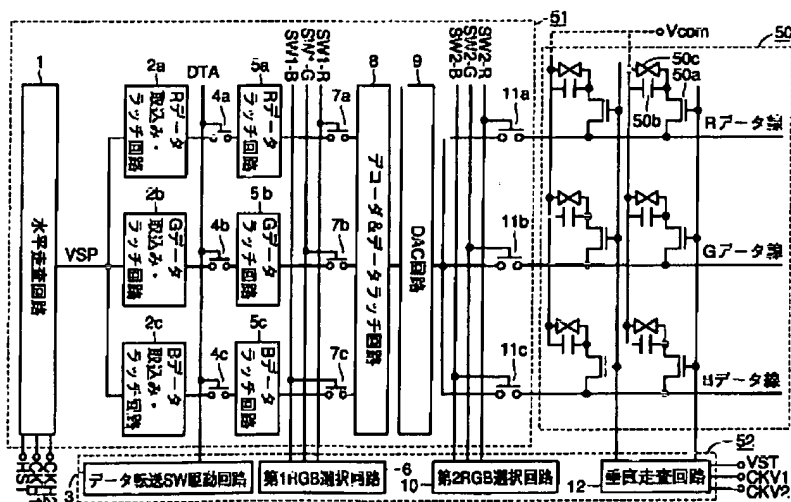 51
50
Vcom
1
2a
DTA
5a
SW1-B
SW1-G
SW1-R
8
9
SW2-B
SW2-G
SW2-R
4a
7a
11a
50c
50a
50b
Rデータ取込み・ラッチ回路
Rデータラッチ回路
Rデータ線
2b
5b
水平走査回路
VSP
Gデータ取込み・ラッチ回路
4b
Gデータラッチ回路
7b
デコーダ&データラッチ回路
DAC回路
11b
Gデータ線
2c
5c
Bデータ取込み・ラッチ回路
4c
Bデータラッチ回路
7c
11c
Bデータ線
HST
CKH1
CKH2
52
3
データ転送SW駆動回路
第1RGB選択回路
6
10
第2RGB選択回路
12
垂直走査回路
VST
CKV1
CKV2